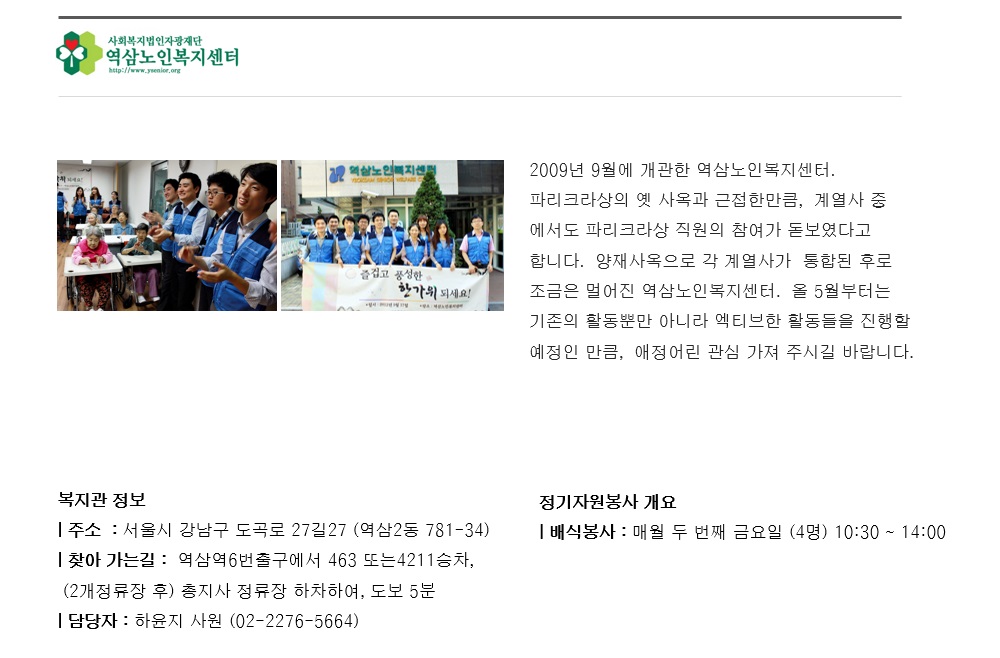 사회복지법인자광재단
역삼노인복지센터
http://www.ysenior.org
되세요!
역삼노인복지센터
YEOKSAM SENIOR WELFARE
즐겁고 풍성한
한가위 되세요!
2009년 9월에 개관한 역삼노인복지센터.
파리크라상의 옛 사옥과 근접한만큼, 계열사 중
에서도 파리크라상 직원의 참여가 돋보였다고
합니다. 양재사옥으로 각 계열사가 통합된 후로
조금은 멀어진 역삼노인복지센터. 올 5월부터는
기존의 활동뿐만 아니라 엑티브한 활동들을 진행할
예정인 만큼, 애정어린 관심 가져 주시길 바랍니다.
복지관 정보
l 주소 : 서울시 강남구 도곡로 27길27 (역삼2동 781-34)
l 찾아 가는길 : 역삼역6번출구에서 463 또는4211승차,
(2개정류장 후) 총지사 정류장 하차하여, 도보 5분
l 담당자 : 하윤지 사원 (02-2276-5664)
정기자원봉사 개요
l 배식봉사 : 매월 두 번째 금요일 (4명) 10:30 ~ 14:00